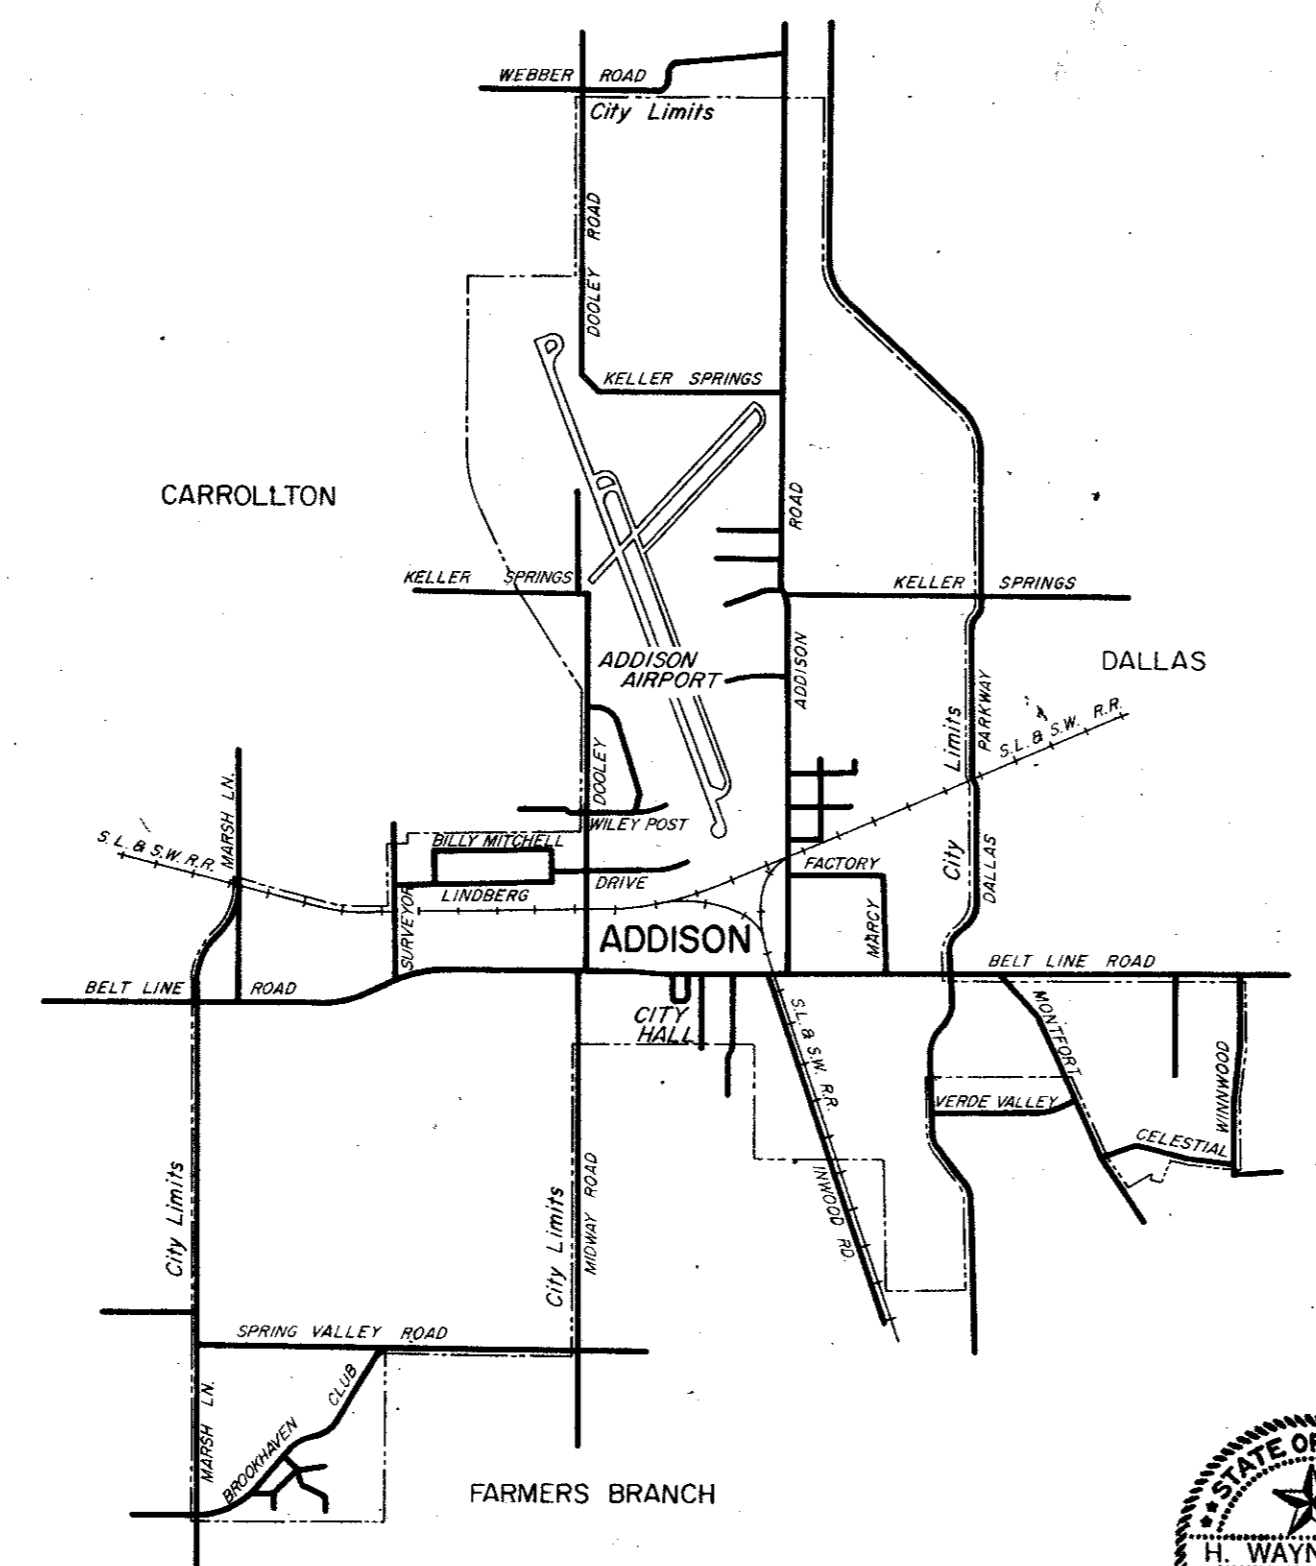 WEBBER ROAD
City Limits
DOOLEY ROAD
KELLER SPRINGS
CARROLLTON
ROAD
KELLER SPRINGS
KELLER SPRINGS
ADDISON
AIRPORT
ADDISON
DALLAS
City Limits
PARKWAY
S.L. & S.W. R.R.
DOOLEY
MARSH LN.
WILEY POST
S.L. & S.W. R.R.
BILLY MITCHELL
LINDBERG
DRIVE
FACTORY
DALLAS
SURVEYOR
ADDISON
MARCY
BELT LINE ROAD
BELT LINE ROAD
CITY
HALL
S.L. & S.W. R.R.
MONTFORT
WINNWOOD
VERDE VALLEY
CELESTIAL
City Limits
City Limits
MIDWAY ROAD
INWOOD RD.
SPRING VALLEY ROAD
MARSH LN.
BROOKHAVEN CLUB
FARMERS BRANCH
STATE OF
H. WAYN